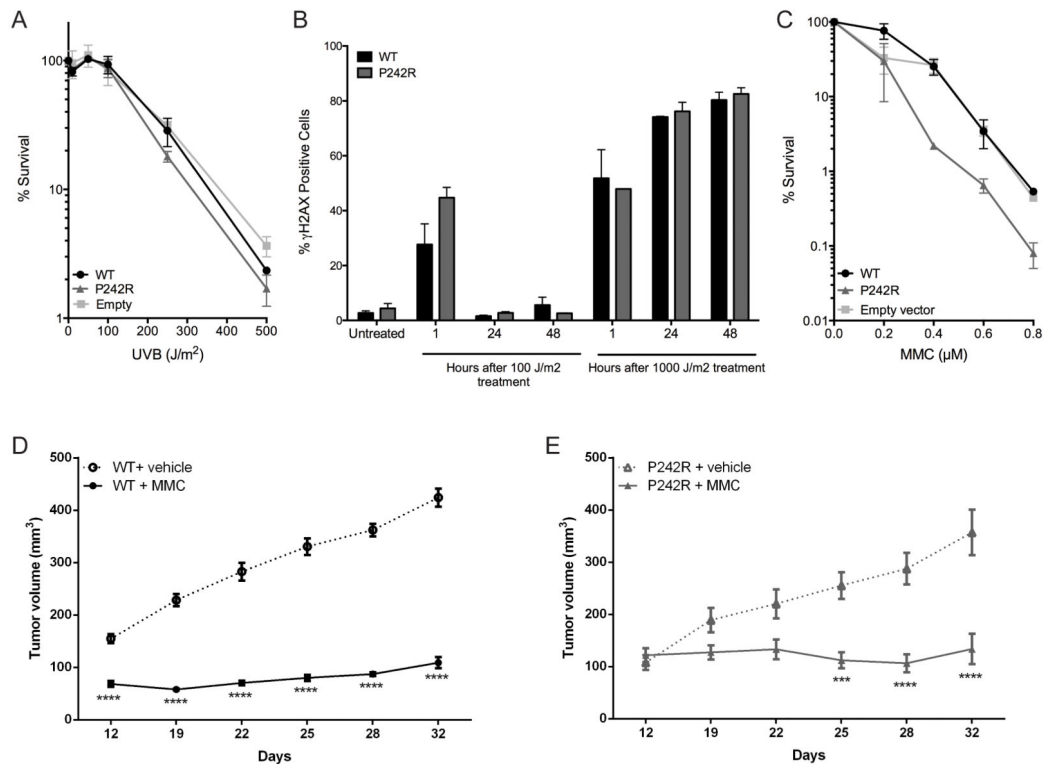 A
% Survival
100
10
1
WT
P242R
Empty
0
100
200
300
400
500
UVB (J/m²)
B
% γH2AX Positive Cells
100
80
60
40
20
0
WT
P242R
Untreated
1
24
48
1
24
48
Hours after 100 J/m2
treatment
Hours after 1000 J/m2 treatment
C
% Survival
100
10
1
0.1
0.01
WT
P242R
Empty vector
0.0
0.2
0.4
0.6
0.8
MMC (µM)
D
Tumor volume (mm³)
500
400
300
200
100
0
WT+ vehicle
WT + MMC
****
****
****
****
****
****
12
19
22
25
28
32
Days
E
Tumor volume (mm³)
500
400
300
200
100
0
P242R + vehicle
P242R + MMC
***
****
****
12
19
22
25
28
32
Days